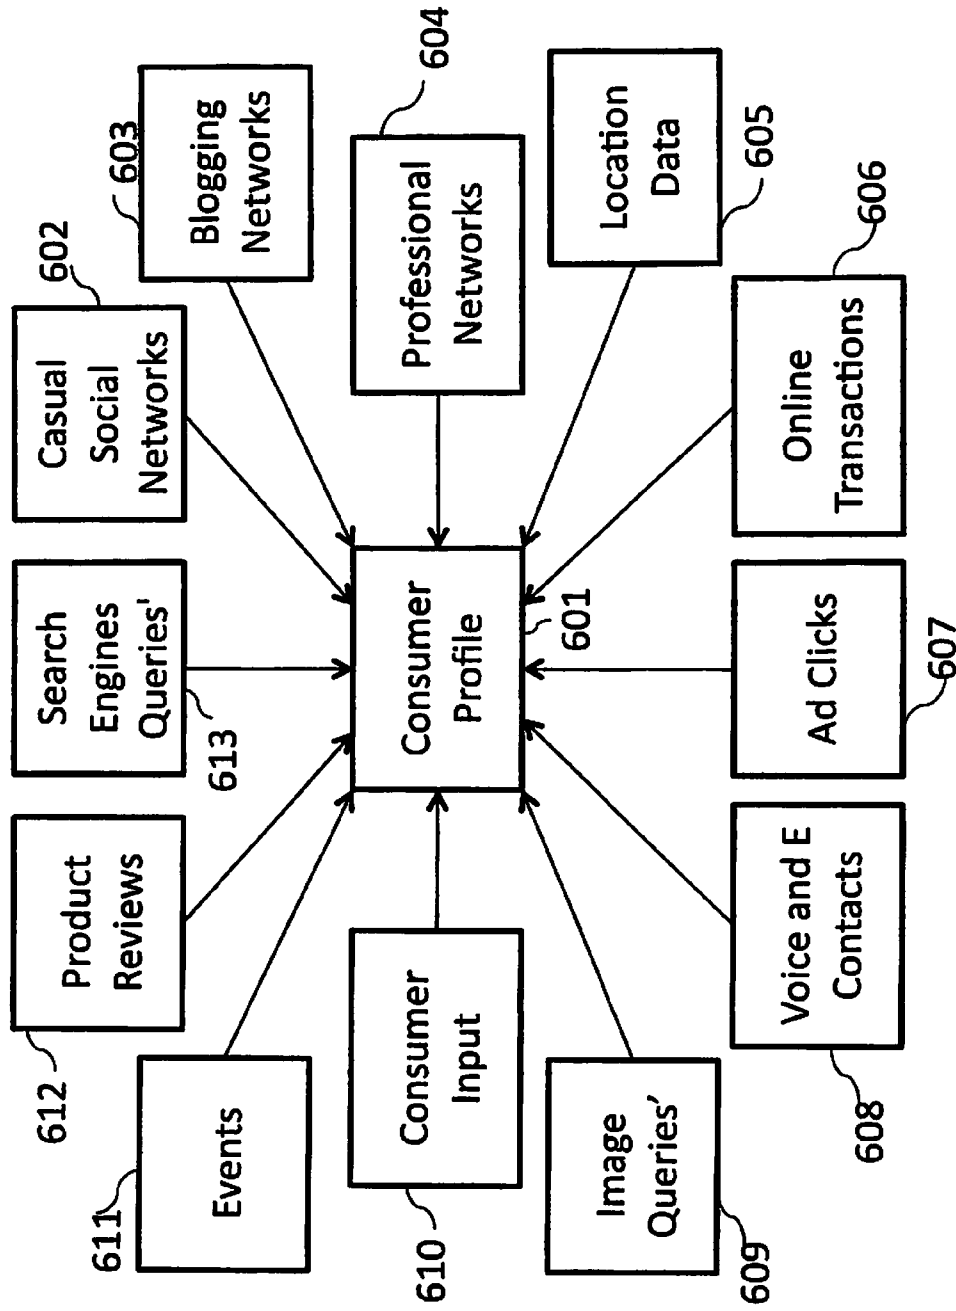 611
Events
612
Product
Reviews
613
Search
Engines
Queries'
602
Casual
Social
Networks
603
Blogging
Networks
610
Consumer
Input
601
Consumer
Profile
604
Professional
Networks
609
Image
Queries’
608
Voice and E
Contacts
607
Ad Clicks
606
Online
Transactions
605
Location
Data